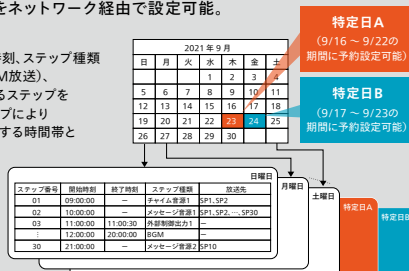 をネットワーク経由で設定可能。
刻、ステップ種類
M放送)、
るステップを
プにより
する時間帯と
2021年9月
日 月 火 水 木 金 土
1 2 3 4
5 6 7 8 9 10 11
12 13 14 15 16 17 18
19 20 21 22 23 24 25
26 27 28 29 30
特定日A
(9/16 ~ 9/22の
期間に予約設定可能)
特定日B
(9/17 ~ 9/23の
期間に予約設定可能)
日曜日
ステップ番号 開始時刻 終了時刻 ステップ種類 放送先
01 09:00:00 － チャイム音源1 SP1,SP2
02 10:00:00 － メッセージ音源1 SP1,SP2,…,SP30
03 11:00:00 11:00:30 外部制御出力1 －
： 12:00:00 20:00:00 BGM －
30 21:00:00 － メッセージ音源2 SP10
月曜日
土曜日
特定日A
特定日B